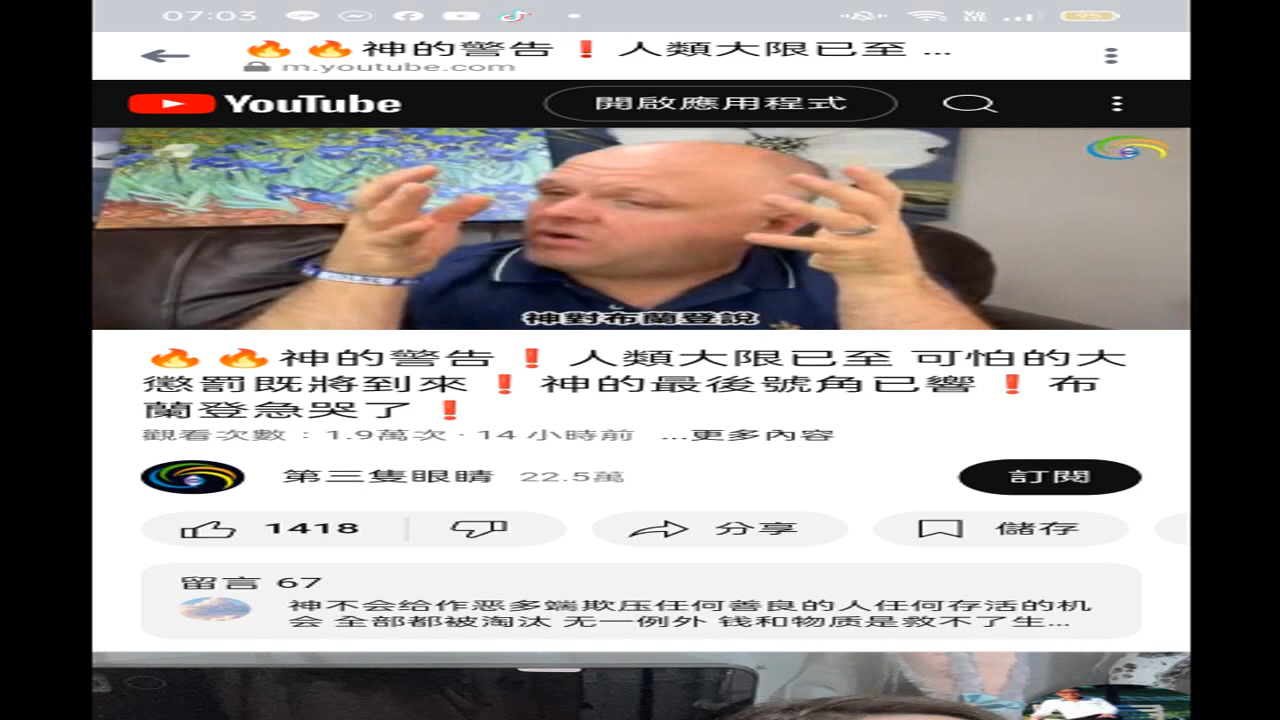 07:03
VO
LTE
95
🔥🔥神的警告❗人類大限已至 ...
m.youtube.com
YouTube
開啟應用程式
神對布蘭登說
🔥🔥神的警告❗人類大限已至 可怕的大
懲罰既將到來❗神的最後號角已響❗布
蘭登急哭了❗
觀看次數：1.9萬次 · 14 小時前 ...更多內容
第三隻眼睛 22.5萬
訂閱
1418
分享
儲存
留言 67
神不会给作恶多端欺压任何善良的人任何存活的机
会 全部都被淘汰 无一例外 钱和物质是救不了生...